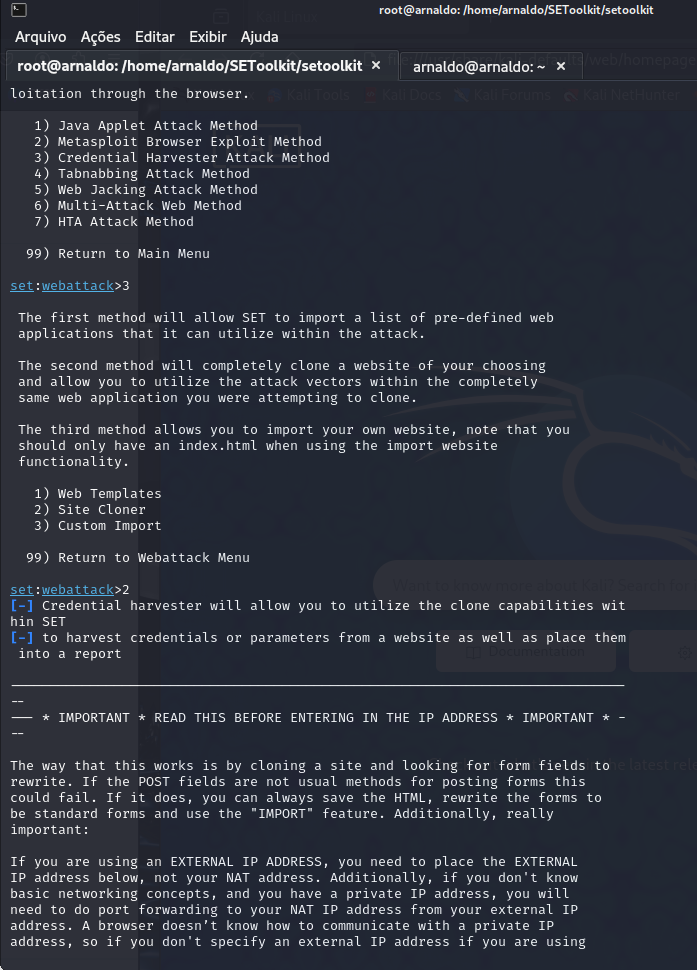 root@arnaldo: /home/arnaldo/SEToolkit/setoolkit
Arquivo Ações Editar Exibir Ajuda
root@arnaldo: /home/arnaldo/SEToolkit/setoolkit × arnaldo@arnaldo: ~ ×
loitation through the browser.
1) Java Applet Attack Method
2) Metasploit Browser Exploit Method
3) Credential Harvester Attack Method
4) Tabnabbing Attack Method
5) Web Jacking Attack Method
6) Multi-Attack Web Method
7) HTA Attack Method
99) Return to Main Menu
set:webattack>3
The first method will allow SET to import a list of pre-defined web
applications that it can utilize within the attack.
The second method will completely clone a website of your choosing
and allow you to utilize the attack vectors within the completely
same web application you were attempting to clone.
The third method allows you to import your own website, note that you
should only have an index.html when using the import website
functionality.
1) Web Templates
2) Site Cloner
3) Custom Import
99) Return to Webattack Menu
set:webattack>2
[-] Credential harvester will allow you to utilize the clone capabilities wit
hin SET
[-] to harvest credentials or parameters from a website as well as place them
into a report
--- * IMPORTANT * READ THIS BEFORE ENTERING IN THE IP ADDRESS * IMPORTANT * -
--
The way that this works is by cloning a site and looking for form fields to
rewrite. If the POST fields are not usual methods for posting forms this
could fail. If it does, you can always save the HTML, rewrite the forms to
be standard forms and use the "IMPORT" feature. Additionally, really
important:
If you are using an EXTERNAL IP ADDRESS, you need to place the EXTERNAL
IP address below, not your NAT address. Additionally, if you don't know
basic networking concepts, and you have a private IP address, you will
need to do port forwarding to your NAT IP address from your external IP
address. A browser doesn’t know how to communicate with a private IP
address, so if you don't specify an external IP address if you are using